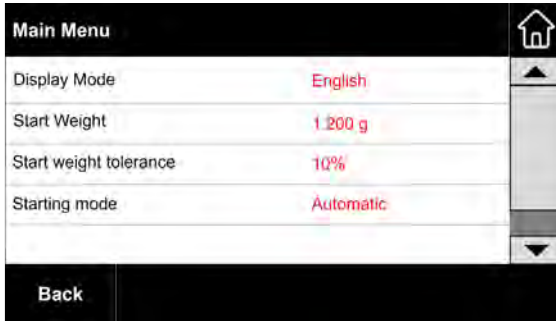 Main Menu
Display Mode English
Start Weight 1.200 g
Start weight tolerance 10%
Starting mode Automatic
Back